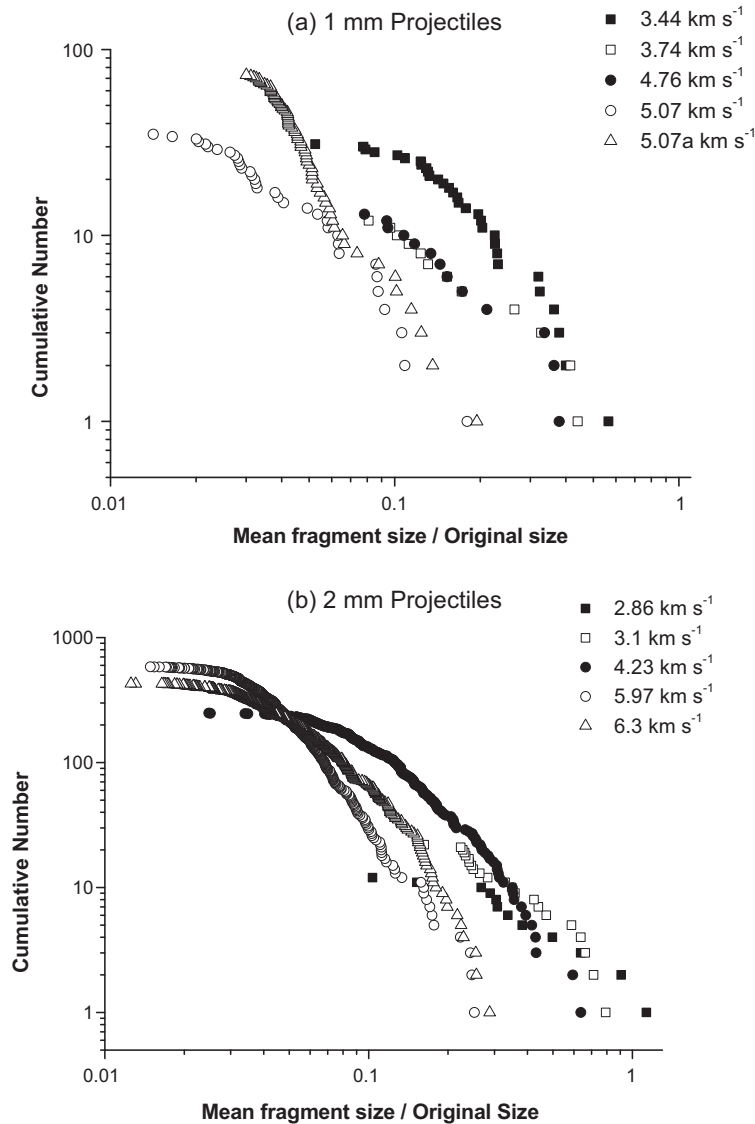 (a) 1 mm Projectiles
3.44 km s⁻¹
3.74 km s⁻¹
4.76 km s⁻¹
5.07 km s⁻¹
5.07a km s⁻¹
100
10
1
Cumulative Number
0.01
0.1
1
Mean fragment size / Original size
(b) 2 mm Projectiles
2.86 km s⁻¹
3.1 km s⁻¹
4.23 km s⁻¹
5.97 km s⁻¹
6.3 km s⁻¹
1000
100
10
1
Cumulative Number
0.01
0.1
1
Mean fragment size / Original Size